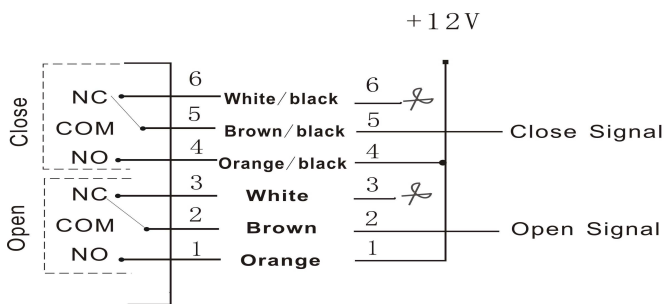 +12V
NC 6 White/black 6
Close COM 5 Brown/black 5 Close Signal
NO 4 Orange/black 4
NC 3 White 3
Open COM 2 Brown 2 Open Signal
NO 1 Orange 1